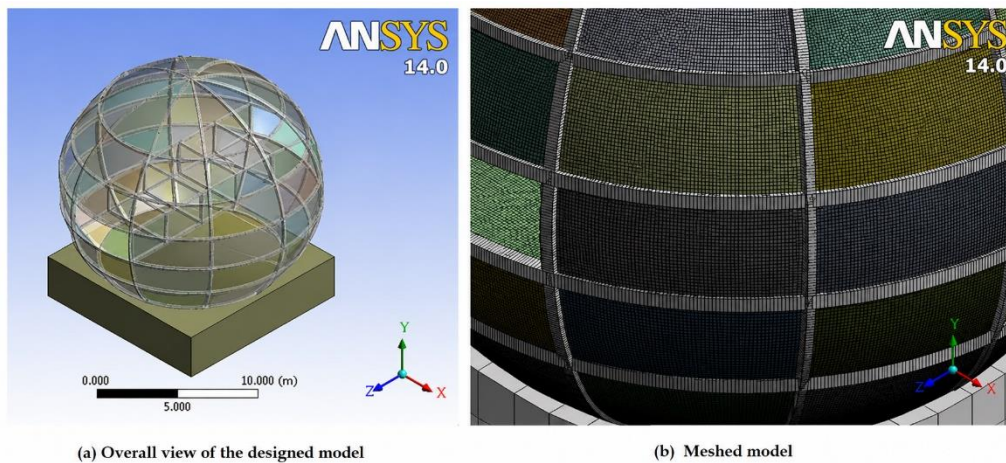 ANSYS
14.0
0.000
10.000 (m)
5.000
Y
Z
X
(a) Overall view of the designed model
ANSYS
14.0
Y
Z
X
(b) Meshed model